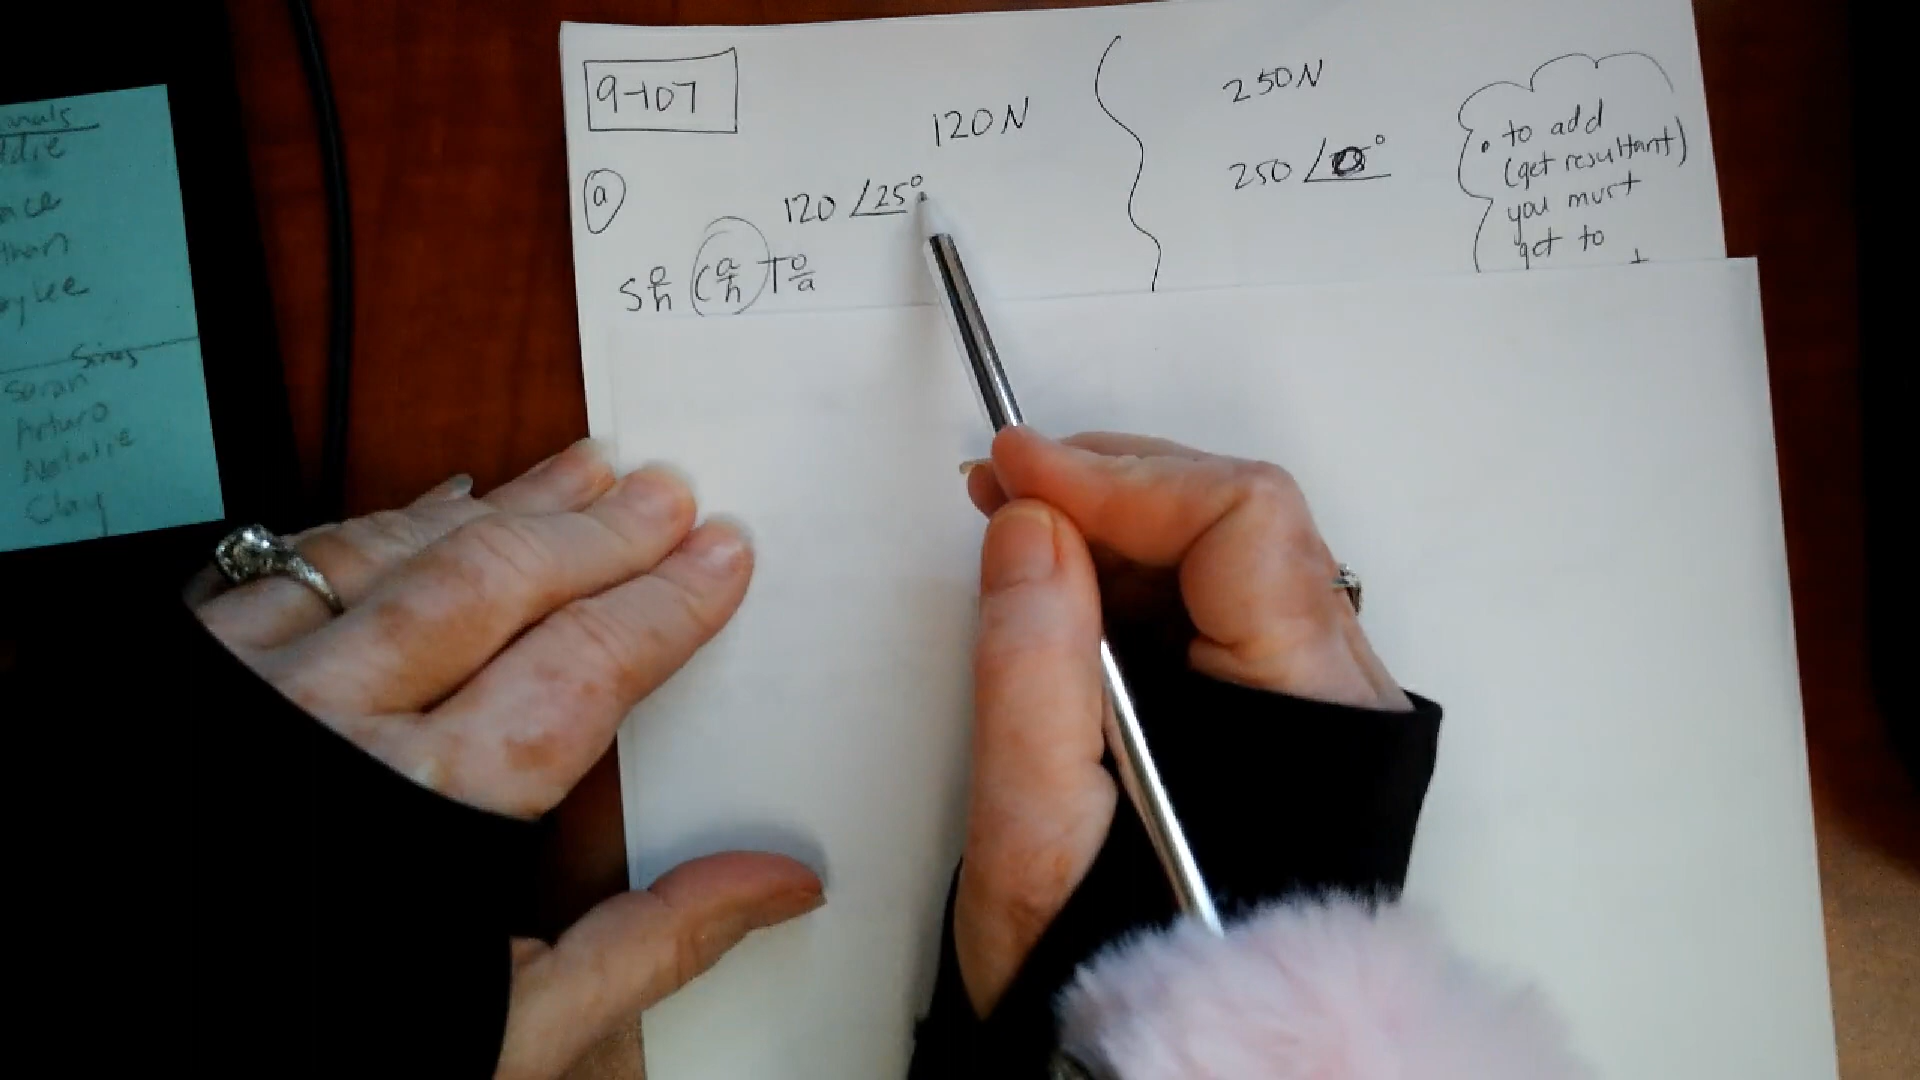 9-107
120N
a
120 ∠25°
S o/h C a/h T o/a
250N
250 ∠0°
• to add
(get resultant)
you must
get to
Sines
Saran
Arturo
Natalie
Clay